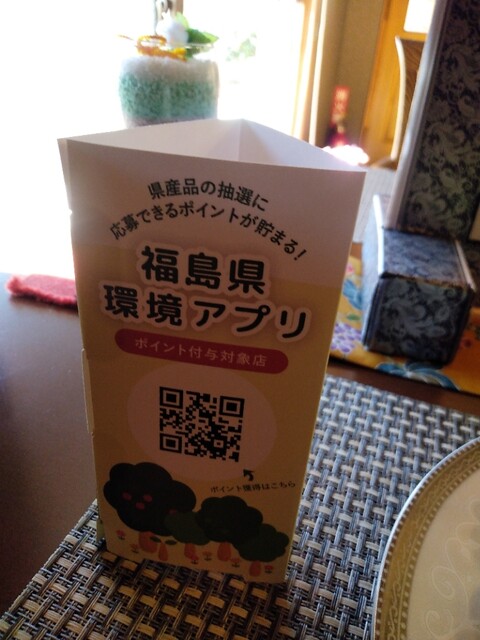 県産品の抽選に
応募できるポイントが貯まる!
福島県
環境アプリ
ポイント付与対象店
ポイント獲得はこちら